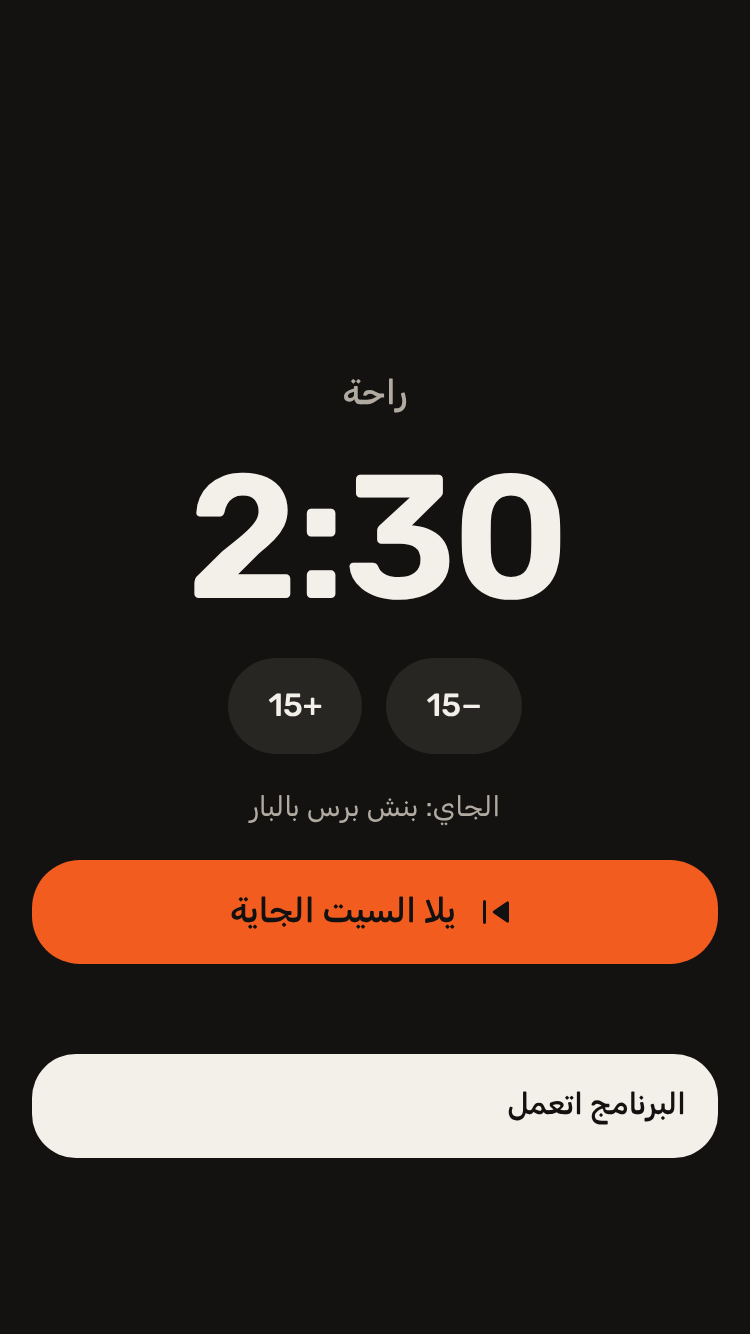 راحة
2:30
−15
+15
الجاي: بنش برس بالبار
يلا السيت الجاية
البرنامج اتعمل